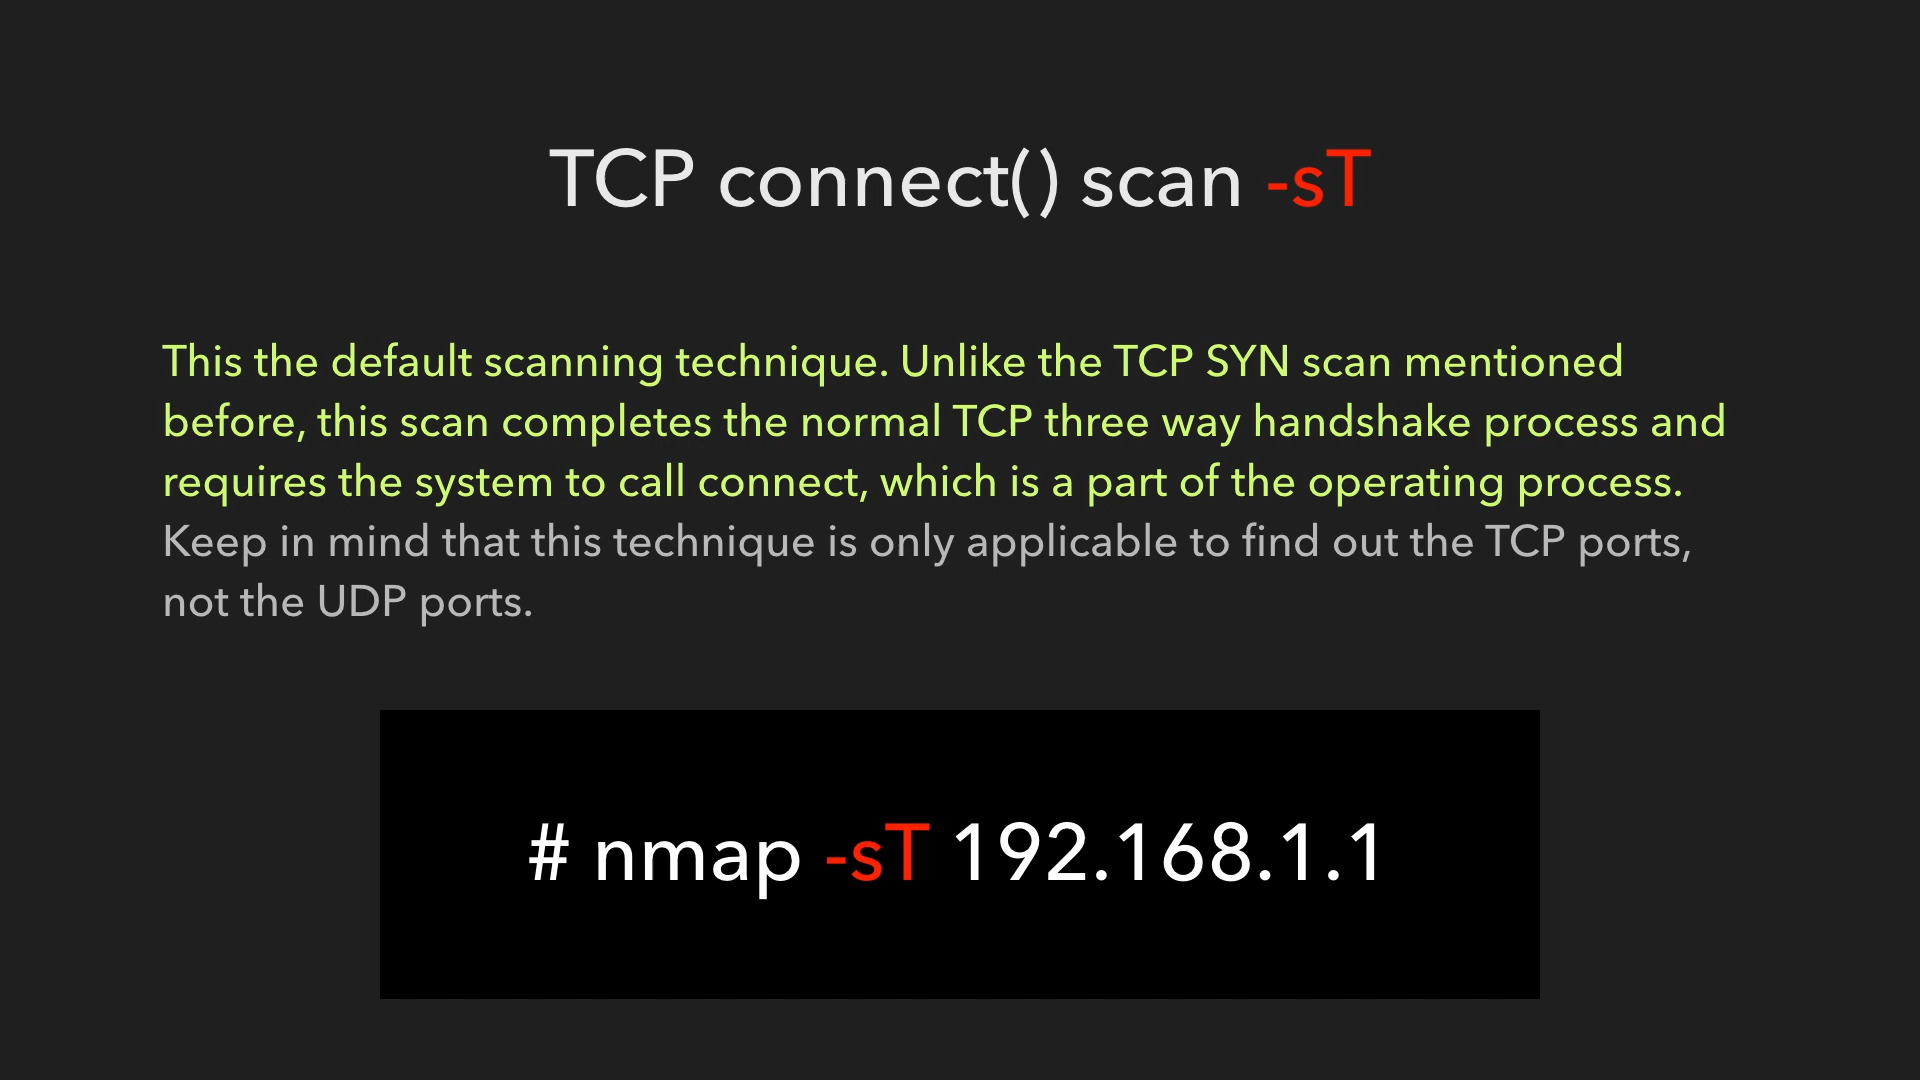 TCP connect() scan -sT
This the default scanning technique. Unlike the TCP SYN scan mentioned
before, this scan completes the normal TCP three way handshake process and
requires the system to call connect, which is a part of the operating process.
Keep in mind that this technique is only applicable to find out the TCP ports,
not the UDP ports.
# nmap -sT 192.168.1.1